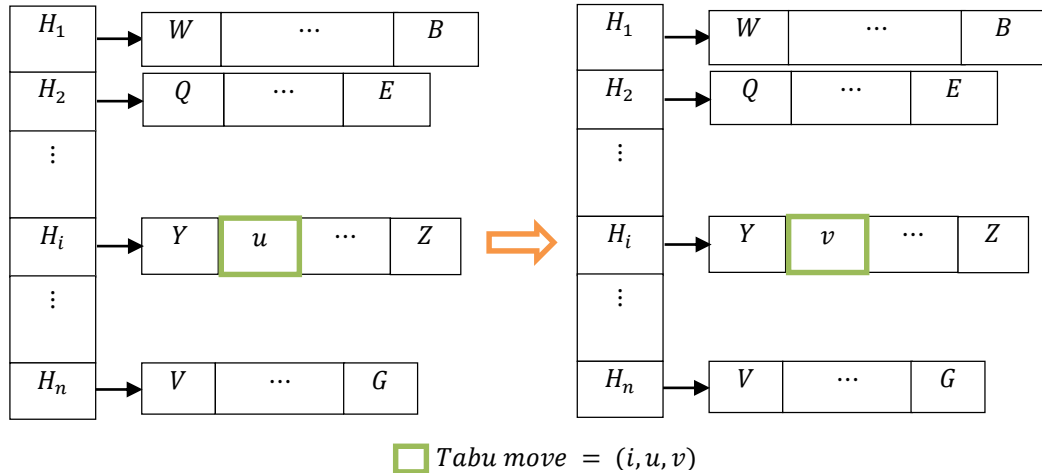 H₁ W ⋯ B H₁ W ⋯ B
H₂ Q ⋯ E H₂ Q ⋯ E
⋮ ⋮
Hᵢ Y u ⋯ Z Hᵢ Y v ⋯ Z
⋮ ⋮
Hₙ V ⋯ G Hₙ V ⋯ G
Tabu move = (i, u, v)